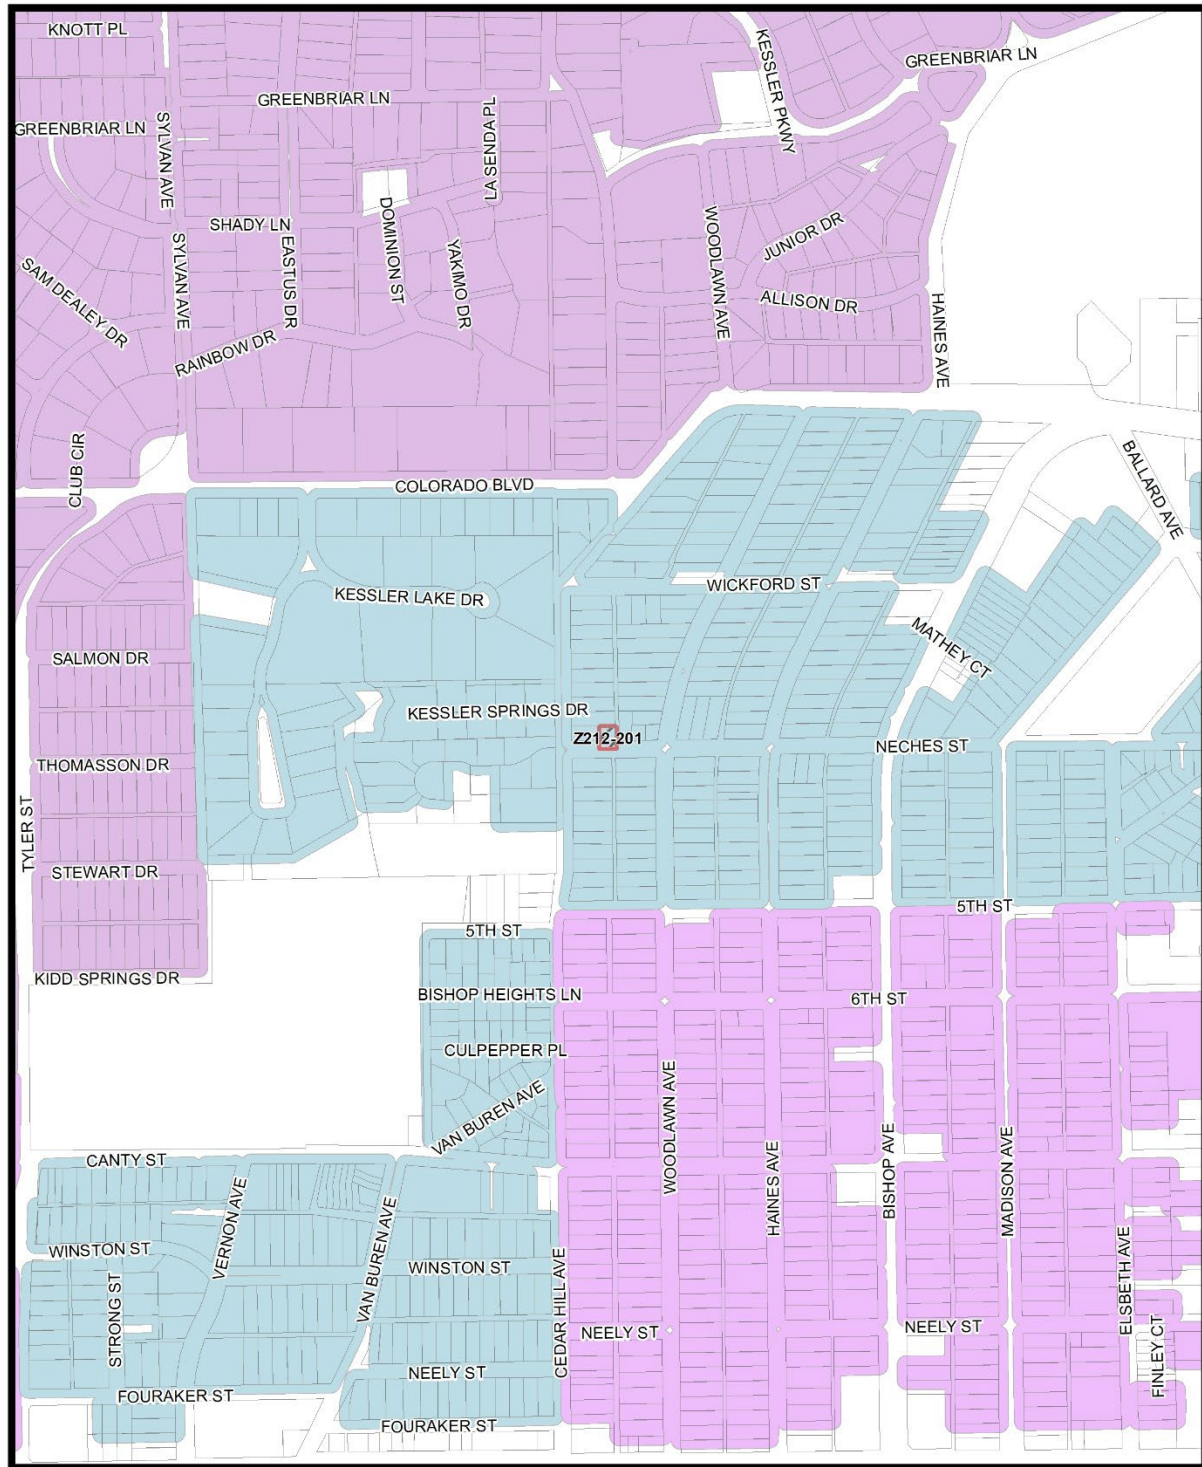 KNOTT PL
KESSLER PKWY
GREENBRIAR LN
GREENBRIAR LN
GREENBRIAR LN
SYLVAN AVE
LA SENDA PL
SHADY LN
EASTUS DR
DOMINION ST
YAKIMO DR
WOODLAWN AVE
JUNIOR DR
SYLVAN AVE
SAM DEALEY DR
RAINBOW DR
ALLISON DR
HAINES AVE
CLUB CIR
COLORADO BLVD
BALLARD AVE
KESSLER LAKE DR
WICKFORD ST
MATHEY CT
SALMON DR
KESSLER SPRINGS DR
Z212-201
NECHES ST
THOMASSON DR
TYLER ST
STEWART DR
5TH ST
5TH ST
KIDD SPRINGS DR
BISHOP HEIGHTS LN
6TH ST
CULPEPPER PL
VAN BUREN AVE
WOODLAWN AVE
CANTY ST
HAINES AVE
BISHOP AVE
MADISON AVE
VERNON AVE
VAN BUREN AVE
WINSTON ST
WINSTON ST
CEDAR HILL AVE
ELSBETH AVE
STRONG ST
NEELY ST
NEELY ST
FINLEY CT
NEELY ST
FOURAKER ST
FOURAKER ST